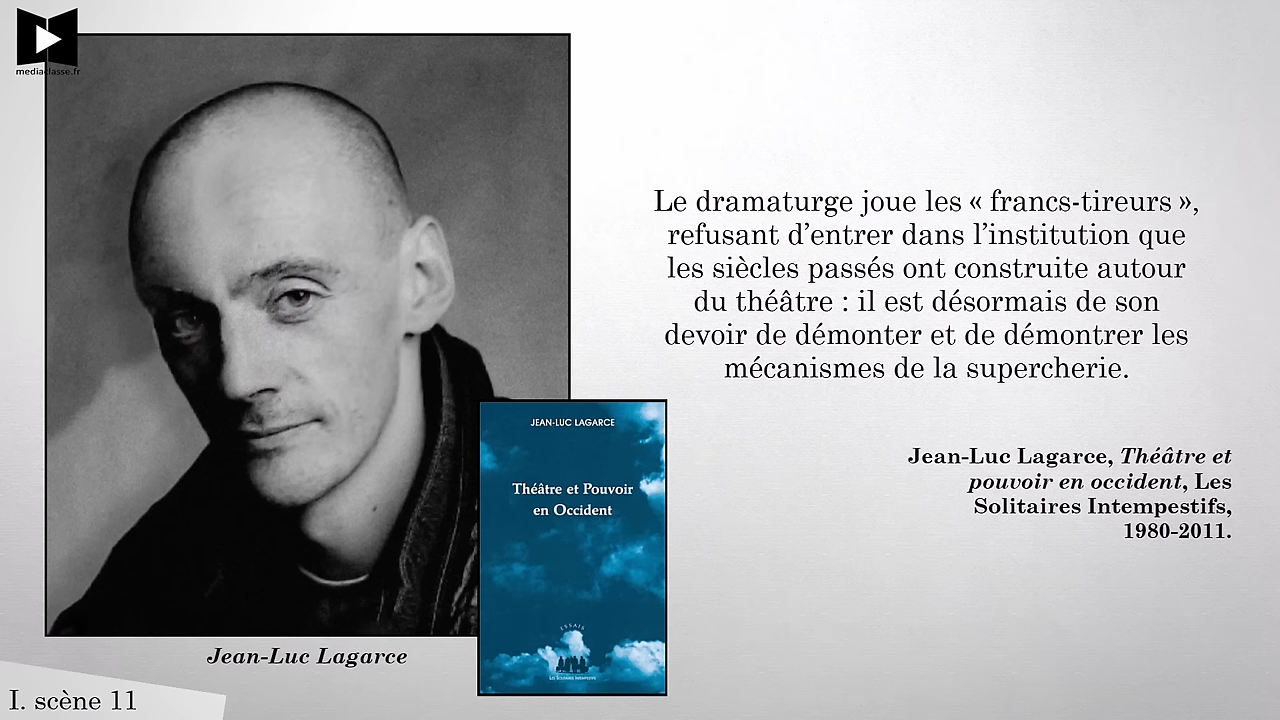 mediaclasse.fr
Le dramaturge joue les « francs-tireurs »,
refusant d’entrer dans l’institution que
les siècles passés ont construite autour
du théâtre : il est désormais de son
devoir de démonter et de démontrer les
mécanismes de la supercherie.
Jean-Luc Lagarce, Théâtre et
pouvoir en occident, Les
Solitaires Intempestifs,
1980-2011.
JEAN-LUC LAGARCE
Théâtre et Pouvoir
en Occident
ESSAIS
LES SOLITAIRES INTEMPESTIFS
Jean-Luc Lagarce
I. scène 11